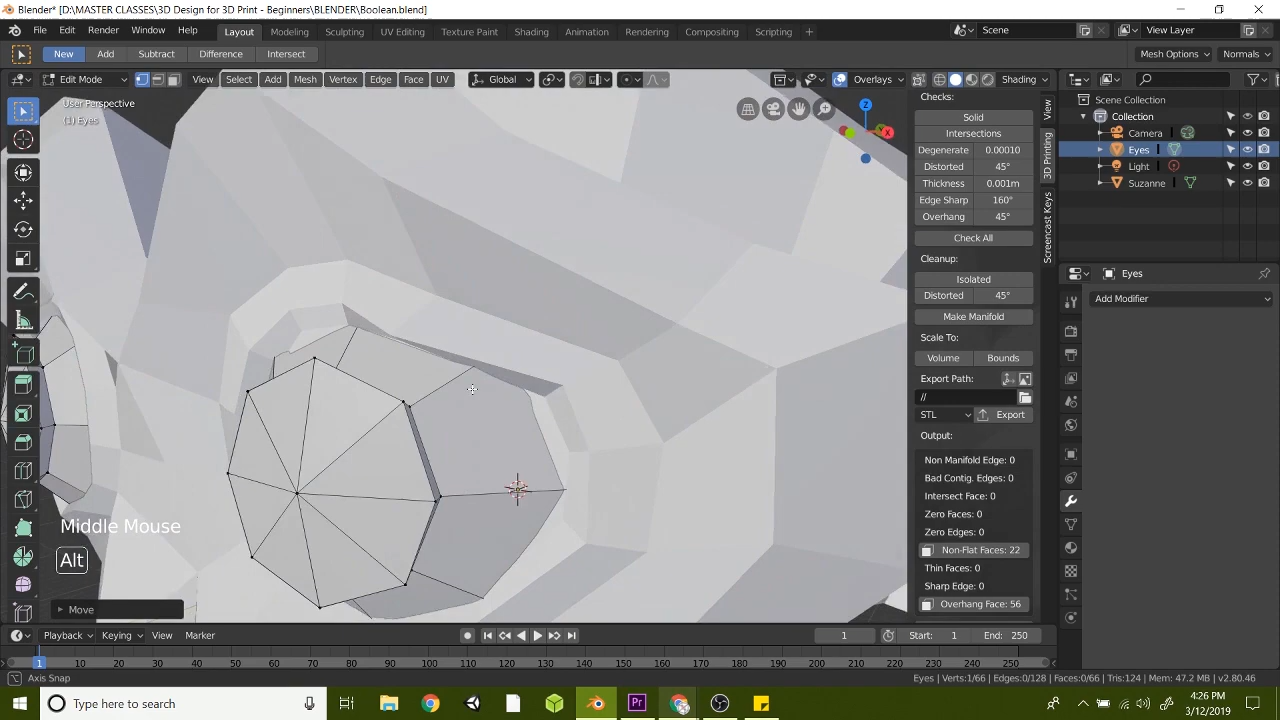 Blender* [D:\MASTER CLASSES\3D Design for 3D Print - Beginners\BLENDER\Boolean.blend]
File Edit Render Window Help Layout Modeling Sculpting UV Editing Texture Paint Shading Animation Rendering Compositing Scripting + Scene View Layer
New Add Subtract Difference Intersect Mesh Options Normals
Edit Mode View Select Add Mesh Vertex Edge Face UV Global Overlays Shading
User Perspective
(1) Eyes
Z
X
Checks:
Solid
Intersections
Degenerate 0.00010
Distorted 45°
Thickness 0.001m
Edge Sharp 160°
Overhang 45°
Check All
Cleanup:
Isolated
Distorted 45°
Make Manifold
Scale To:
Volume Bounds
Export Path:
//
STL Export
Output:
Non Manifold Edge: 0
Bad Contig. Edges: 0
Intersect Face: 0
Zero Faces: 0
Zero Edges: 0
Non-Flat Faces: 22
Thin Faces: 0
Sharp Edge: 0
Overhang Face: 56
View
3D Printing
Screencast Keys
Scene Collection
Collection
Camera
Eyes
Light
Suzanne
Eyes
Add Modifier
Middle Mouse
Alt
Move
Playback Keying View Marker 1 Start: 1 End: 250
1 10 20 30 40 50 60 70 80 90 100 110 120 130 140 150 160 170 180 190 200 210 220 230 240 250
Axis Snap Eyes | Verts:1/66 | Edges:0/128 | Faces:0/66 | Tris:124 | Mem: 47.2 MB | v2.80.46
Type here to search
Pr
4:26 PM
3/12/2019